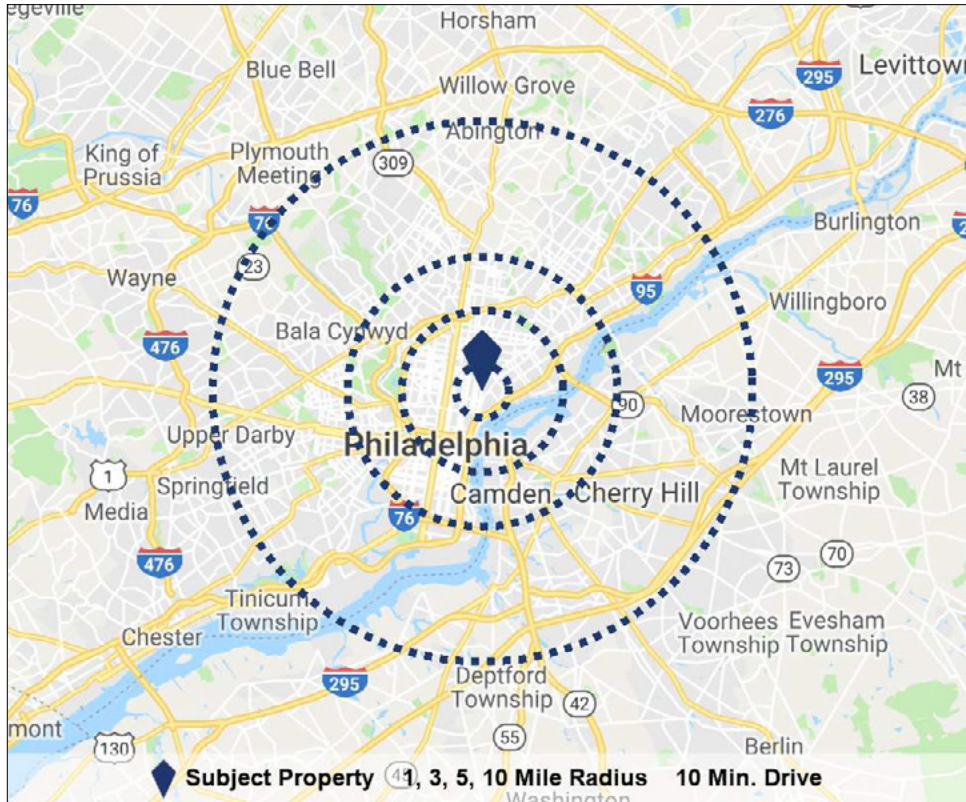 egeville
Horsham
Blue Bell
Willow Grove
295
Levittown
276
Abington
309
King of
Prussia
Plymouth
Meeting
76
76
Burlington
23
Wayne
95
Willingboro
Bala Cynwyd
476
295
Mt
38
90
Moorestown
Upper Darby
Philadelphia
1
Springfield
Camden
Cherry Hill
Mt Laurel
Township
Media
76
476
70
73
Tinicum
Township
Chester
Voorhees
Township
Evesham
Township
295
Deptford
Township
42
mont
130
55
Berlin
Subject Property 1, 3, 5, 10 Mile Radius 10 Min. Drive
Washington